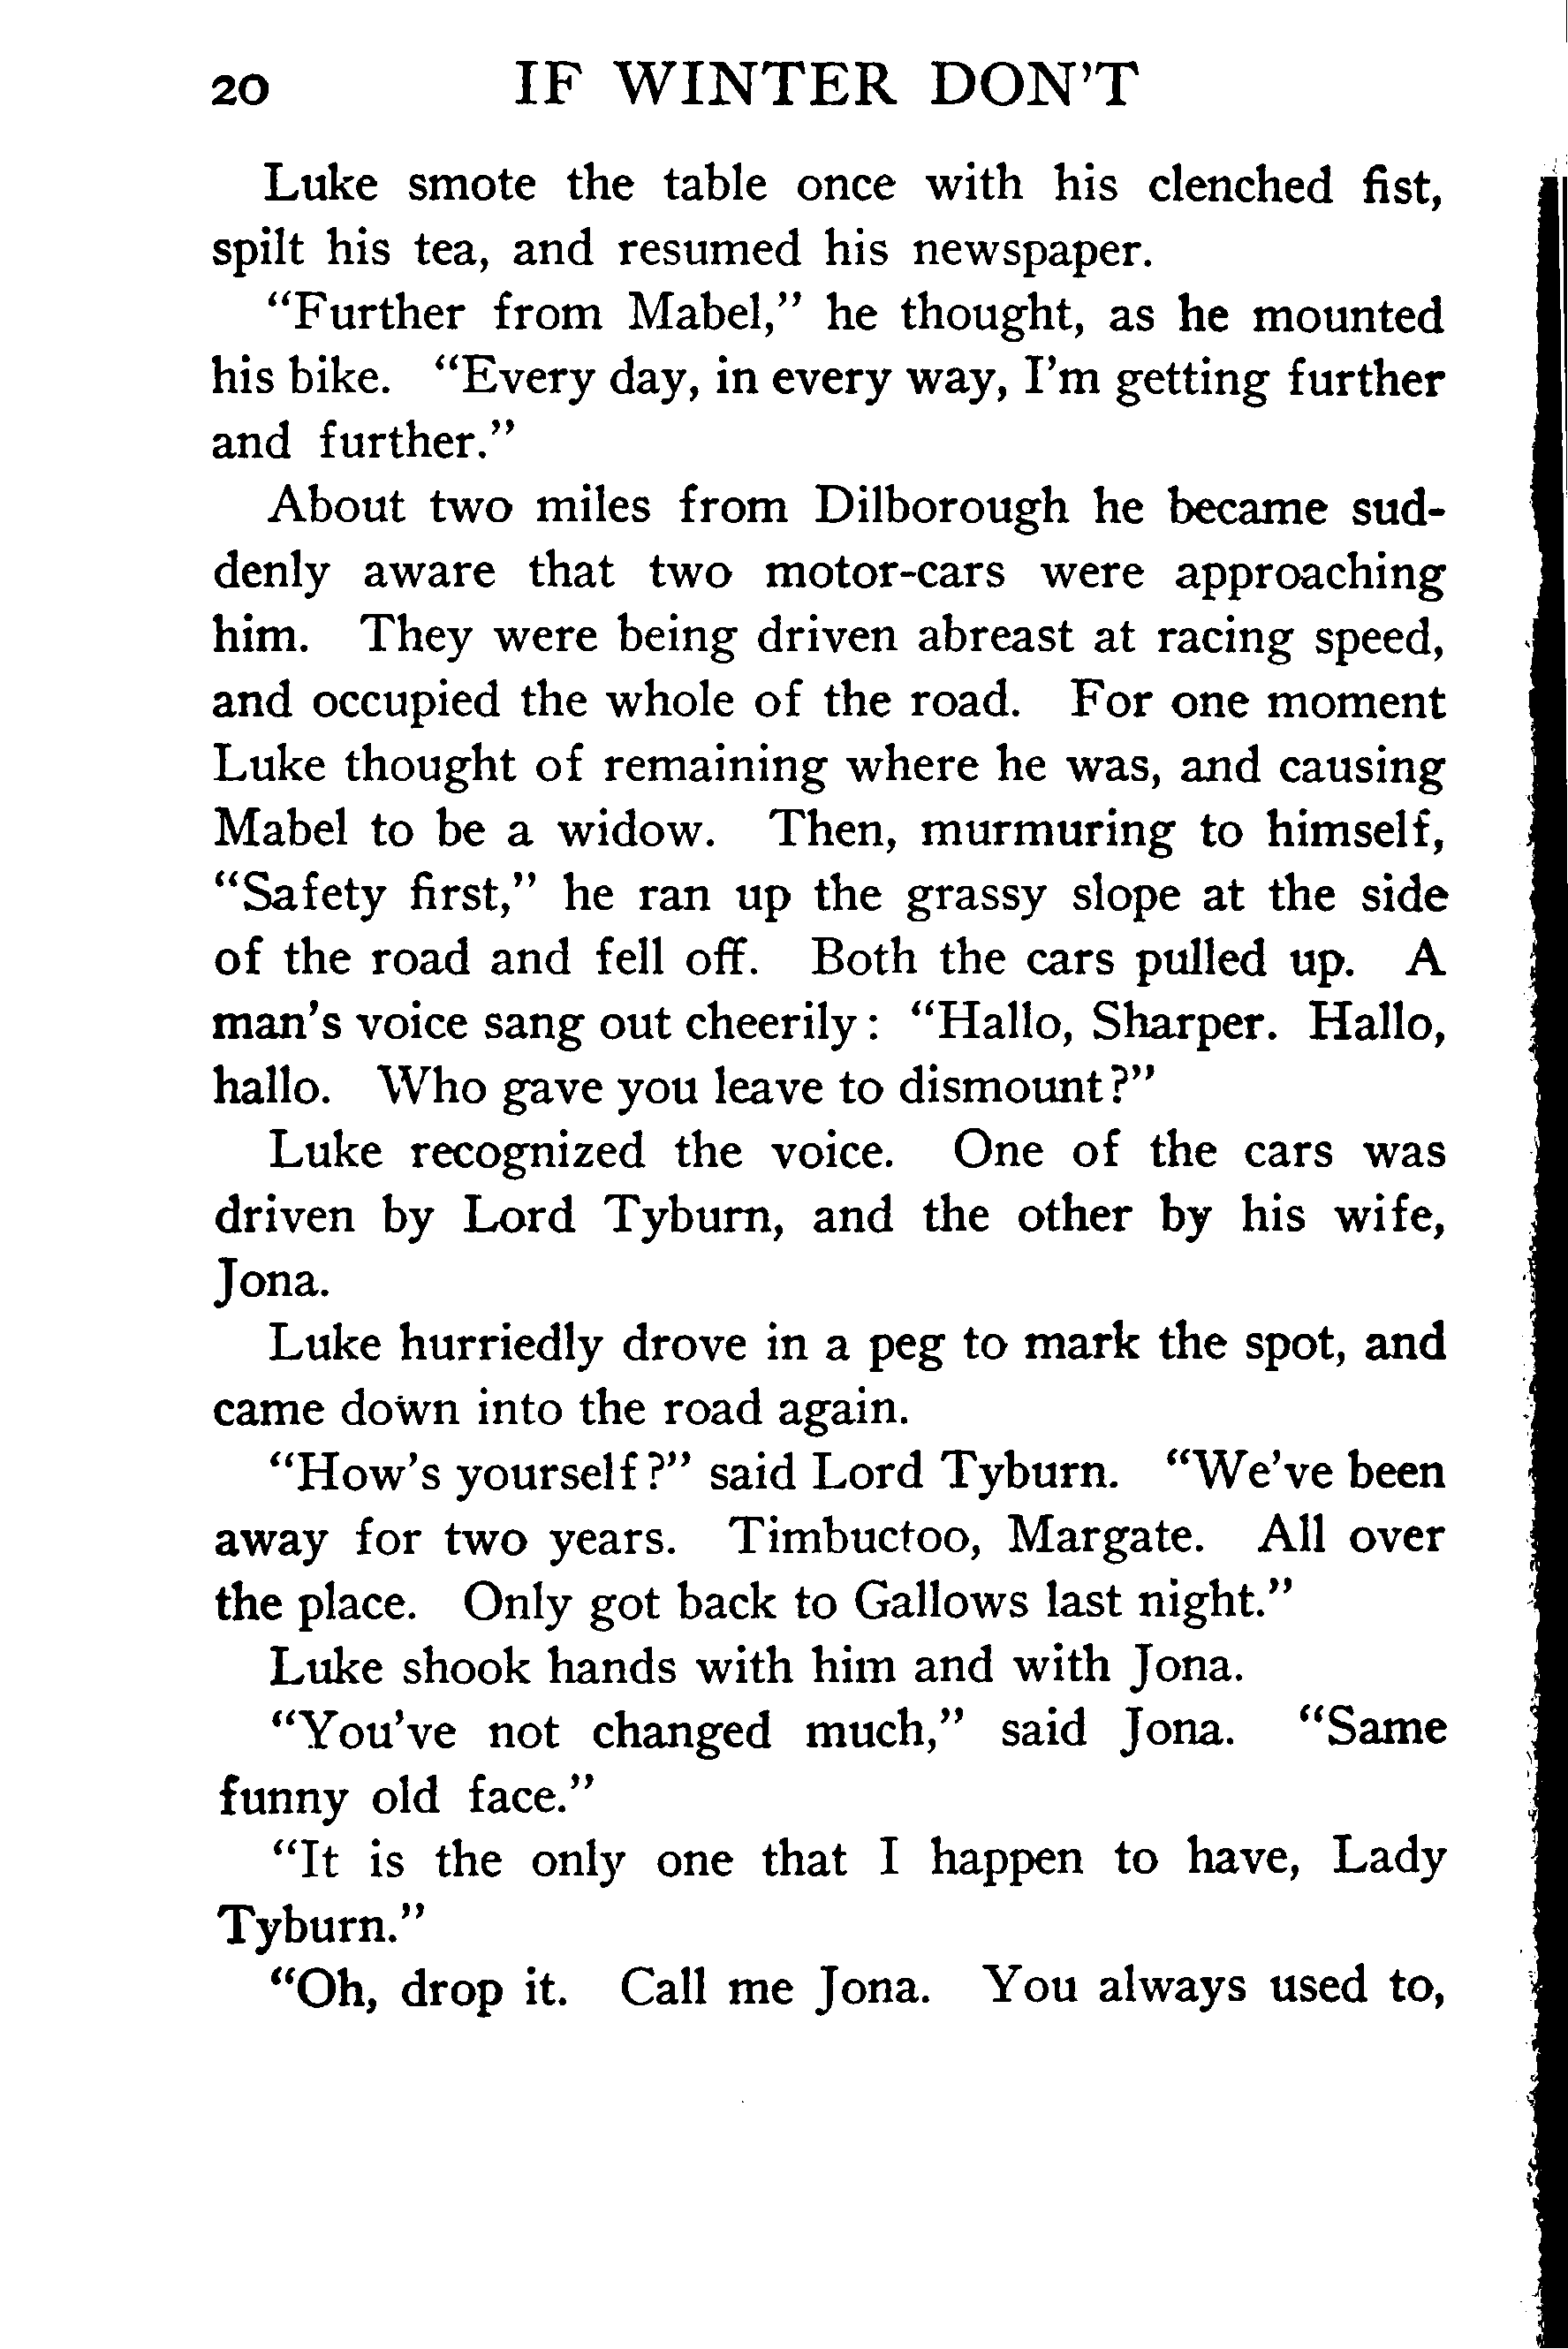 20 IF WINTER DON'T
Luke smote the table once with his clenched fist,
spilt his tea, and resumed his newspaper.
"Further from Mabel," he thought, as he mounted
his bike. "Every day, in every way, I'm getting further
and further."
About two miles from Dilborough he became sud-
denly aware that two motor-cars were approaching
him. They were being driven abreast at racing speed,
and occupied the whole of the road. For one moment
Luke thought of remaining where he was, and causing
Mabel to be a widow. Then, murmuring to himself,
"Safety first," he ran up the grassy slope at the side
of the road and fell off. Both the cars pulled up. A
man's voice sang out cheerily: "Hallo, Sharper. Hallo,
hallo. Who gave you leave to dismount?"
Luke recognized the voice. One of the cars was
driven by Lord Tyburn, and the other by his wife,
Jona.
Luke hurriedly drove in a peg to mark the spot, and
came down into the road again.
"How's yourself?" said Lord Tyburn. "We've been
away for two years. Timbuctoo, Margate. All over
the place. Only got back to Gallows last night."
Luke shook hands with him and with Jona.
"You've not changed much," said Jona. "Same
funny old face."
"It is the only one that I happen to have, Lady
Tyburn."
"Oh, drop it. Call me Jona. You always used to,